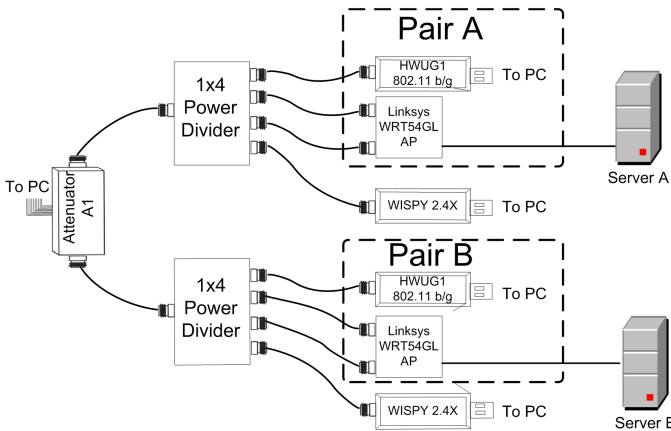 Pair A
HWUG1
802.11 b/g
To PC
1x4
Power
Divider
Linksys
WRT54GL
AP
Server A
To PC
Attenuator
A1
WISPY 2.4X
To PC
Pair B
HWUG1
802.11 b/g
To PC
1x4
Power
Divider
Linksys
WRT54GL
AP
WISPY 2.4X
To PC
Server B